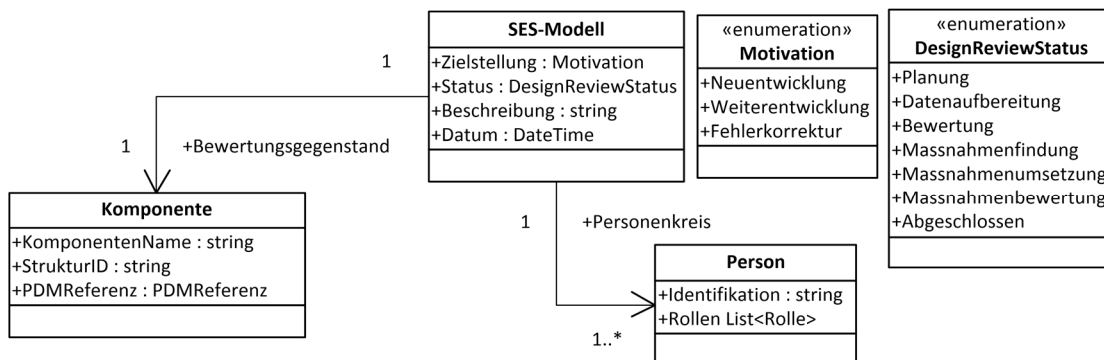 SES-Modell
+Zielstellung : Motivation
+Status : DesignReviewStatus
+Beschreibung : string
+Datum : DateTime
«enumeration»
Motivation
+Neuentwicklung
+Weiterentwicklung
+Fehlerkorrektur
«enumeration»
DesignReviewStatus
+Planung
+Datenaufbereitung
+Bewertung
+Massnahmenfindung
+Massnahmenumsetzung
+Massnahmenbewertung
+Abgeschlossen
1
1
+Bewertungsgegenstand
Komponente
+KomponentenName : string
+StrukturID : string
+PDMReferenz : PDMReferenz
1
+Personenkreis
1..*
Person
+Identifikation : string
+Rollen List<Rolle>